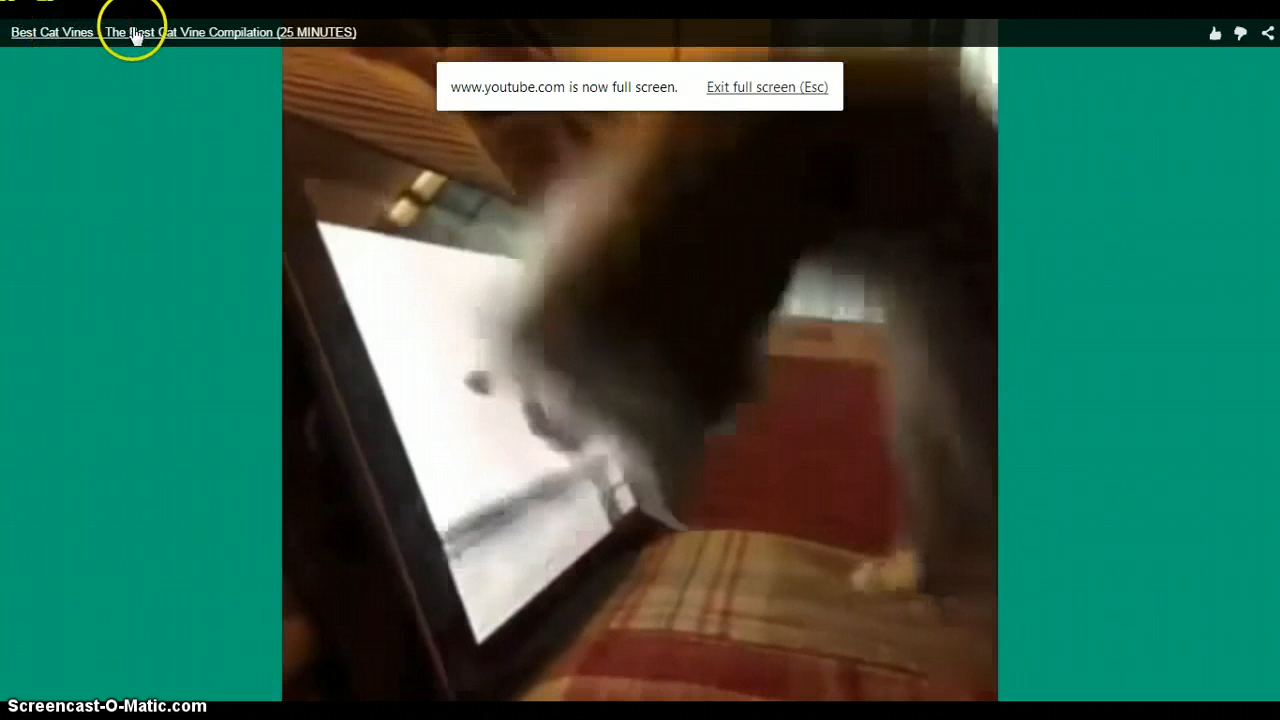 Best Cat Vines - The Best Cat Vine Compilation (25 MINUTES)
www.youtube.com is now full screen. Exit full screen (Esc)
Screencast-O-Matic.com